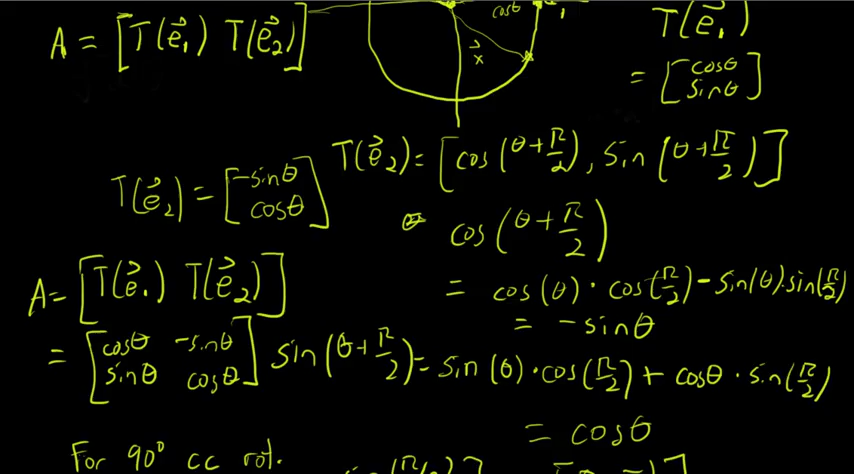 A = [T(e⃗₁) T(e⃗₂)]
cosθ
x⃗
T(e⃗₁)
= [cosθ
sinθ]
T(e⃗₂) = [cos(θ+π/2), sin(θ+π/2)]
T(e⃗₂) = [-sinθ
cosθ]
cos(θ+π/2)
= cos(θ)·cos(π/2) - sin(θ)·sin(π/2)
= -sinθ
A = [T(e⃗₁) T(e⃗₂)]
= [cosθ -sinθ
sinθ cosθ]
sin(θ+π/2) = sin(θ)·cos(π/2) + cosθ·sin(π/2)
= cosθ
For 90° cc rot.